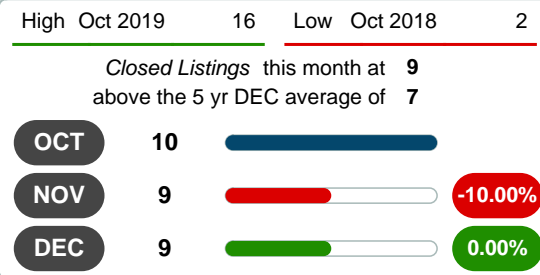 High Oct 2019 16 Low Oct 2018 2
Closed Listings this month at 9
above the 5 yr DEC average of 7
OCT 10
NOV 9 -10.00%
DEC 9 0.00%